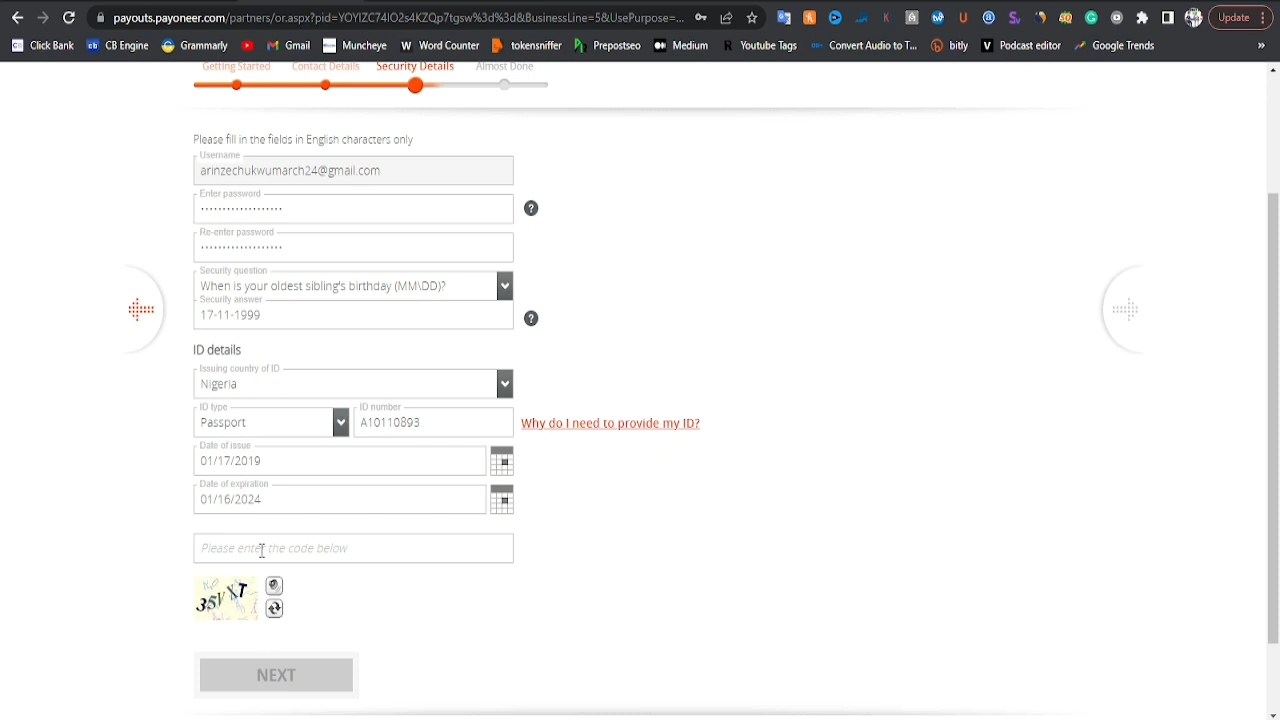 payouts.payoneer.com/partners/or.aspx?pid=YOYIZC74IO2s4KZQp7tgsw%3d%3d&BusinessLine=5&UsePurpose=... Update
Click Bank CB Engine Grammarly Gmail Muncheye Word Counter tokensniffer Prepostseo Medium Youtube Tags Convert Audio to T... bitly Podcast editor Google Trends »
Getting Started Contact Details Security Details Almost Done
Please fill in the fields in English characters only
Username
arinzechukwumarch24@gmail.com
Enter password
Re-enter password
Security question
When is your oldest sibling's birthday (MM\DD)?
Security answer
17-11-1999
ID details
Issuing country of ID
Nigeria
ID type ID number
Passport A10110893 Why do I need to provide my ID?
Date of issue
01/17/2019
Date of expiration
01/16/2024
Please enter the code below
35VXT
NEXT